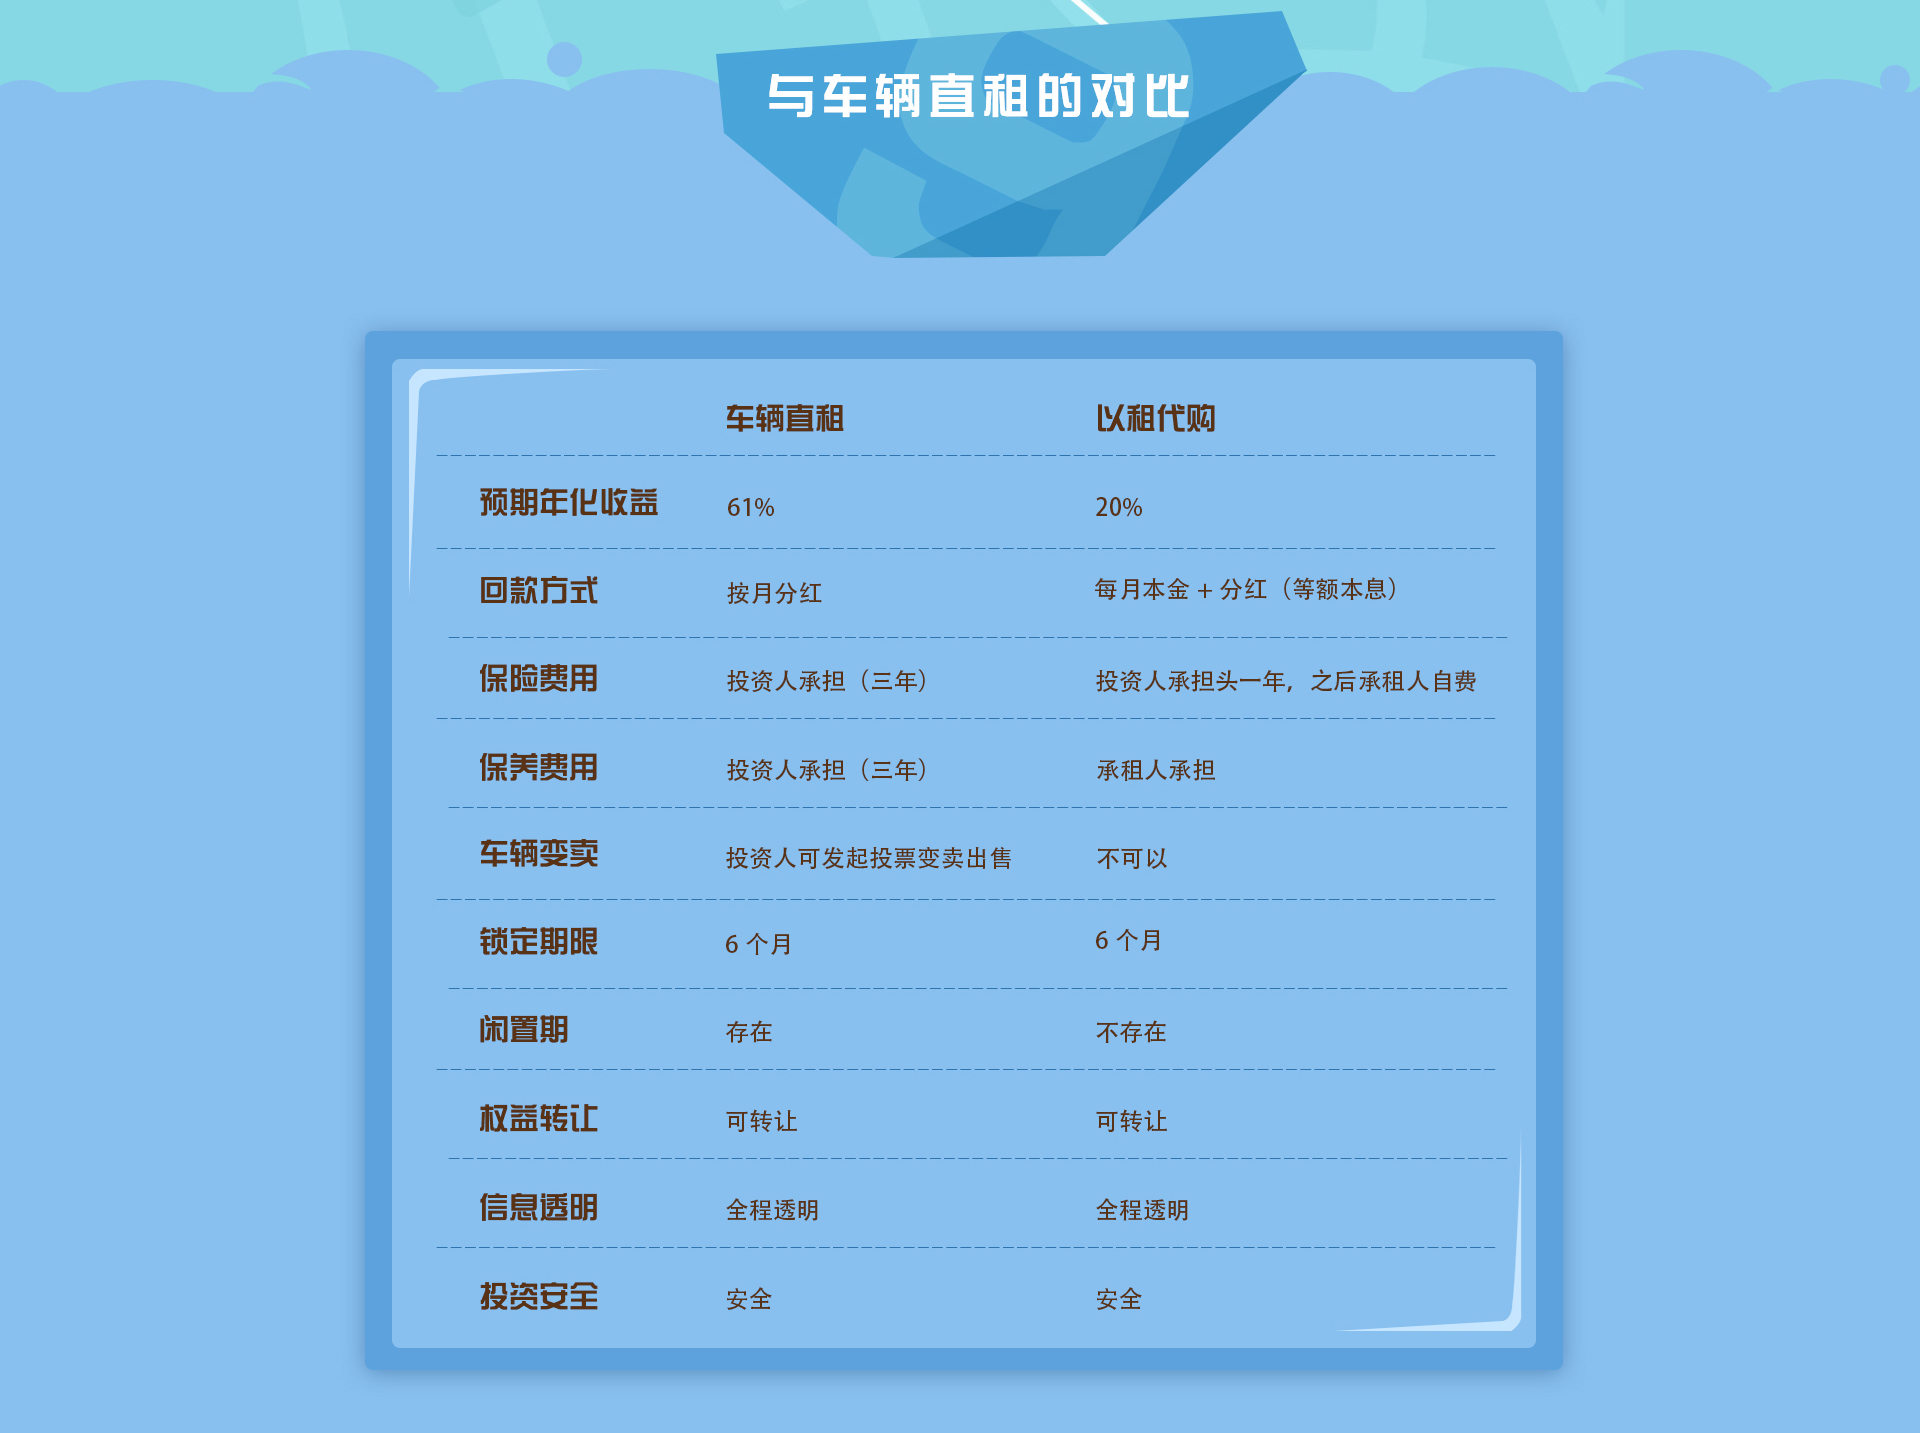 与车辆直租的对比
车辆直租 以租代购
预期年化收益 61% 20%
回款方式 按月分红 每月本金 + 分红（等额本息）
保险费用 投资人承担（三年） 投资人承担头一年，之后承租人自费
保养费用 投资人承担（三年） 承租人承担
车辆变卖 投资人可发起投票变卖出售 不可以
锁定期限 6 个月 6 个月
闲置期 存在 不存在
权益转让 可转让 可转让
信息透明 全程透明 全程透明
投资安全 安全 安全